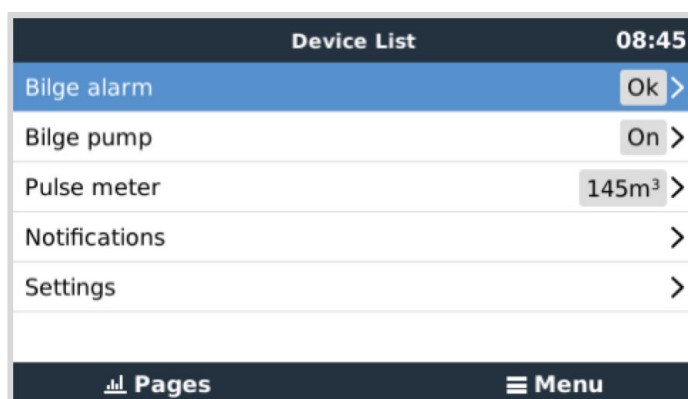 Device List 08:45
Bilge alarm Ok
Bilge pump On
Pulse meter 145m³
Notifications
Settings
Pages Menu